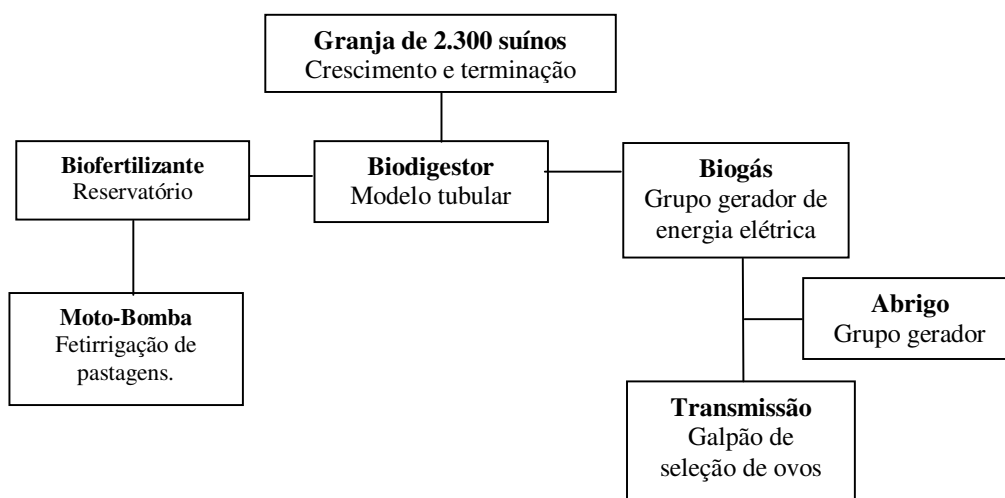 Granja de 2.300 suínos
Crescimento e terminação
Biofertilizante
Reservatório
Biodigestor
Modelo tubular
Biogás
Grupo gerador de
energia elétrica
Moto-Bomba
Fetirrigação de
pastagens.
Abrigo
Grupo gerador
Transmissão
Galpão de
seleção de ovos